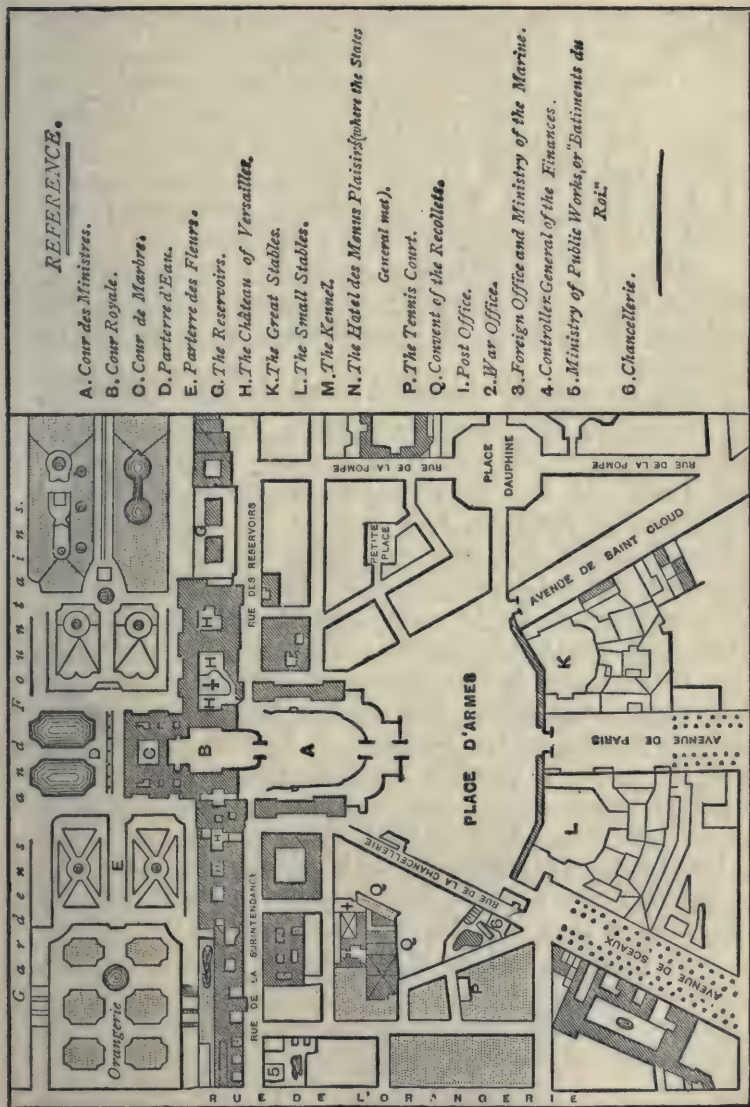 REFERENCE.
A. Cour des Ministres.
B. Cour Royale.
C. Cour de Marbre.
D. Parterre d'Eau.
E. Parterre des Fleurs.
G. The Reservoirs.
H. The Château of Versailles.
K. The Great Stables.
L. The Small Stables.
M. The Kennel.
N. The Hotel des Menus Plaisirs (where the States
General met).
P. The Tennis Court.
Q. Convent of the Recollets.
1. Post Office.
2. War Office.
3. Foreign Office and Ministry of the Marine.
4. Controller.General of the Finances.
5. Ministry of Public Works, or "Batiments du
Roi."
6. Chancellerie.
Gardens and Fountains.
Orangerie
E
D
C
B
A
H
H
H
H
G
RUE DE LA SURINTENDANCE
RUE DES RESERVOIRS
RUE DE LA POMPE
PETITE
PLACE
PLACE
DAUPHINE
RUE DE LA POMPE
5
Q
Q
P
6
RUE DE LA CHANCELLERIE
PLACE D'ARMES
AVENUE DE SAINT CLOUD
K
L
AVENUE DE PARIS
AVENUE DE SCEAUX
RUE DE L'ORANGERIE